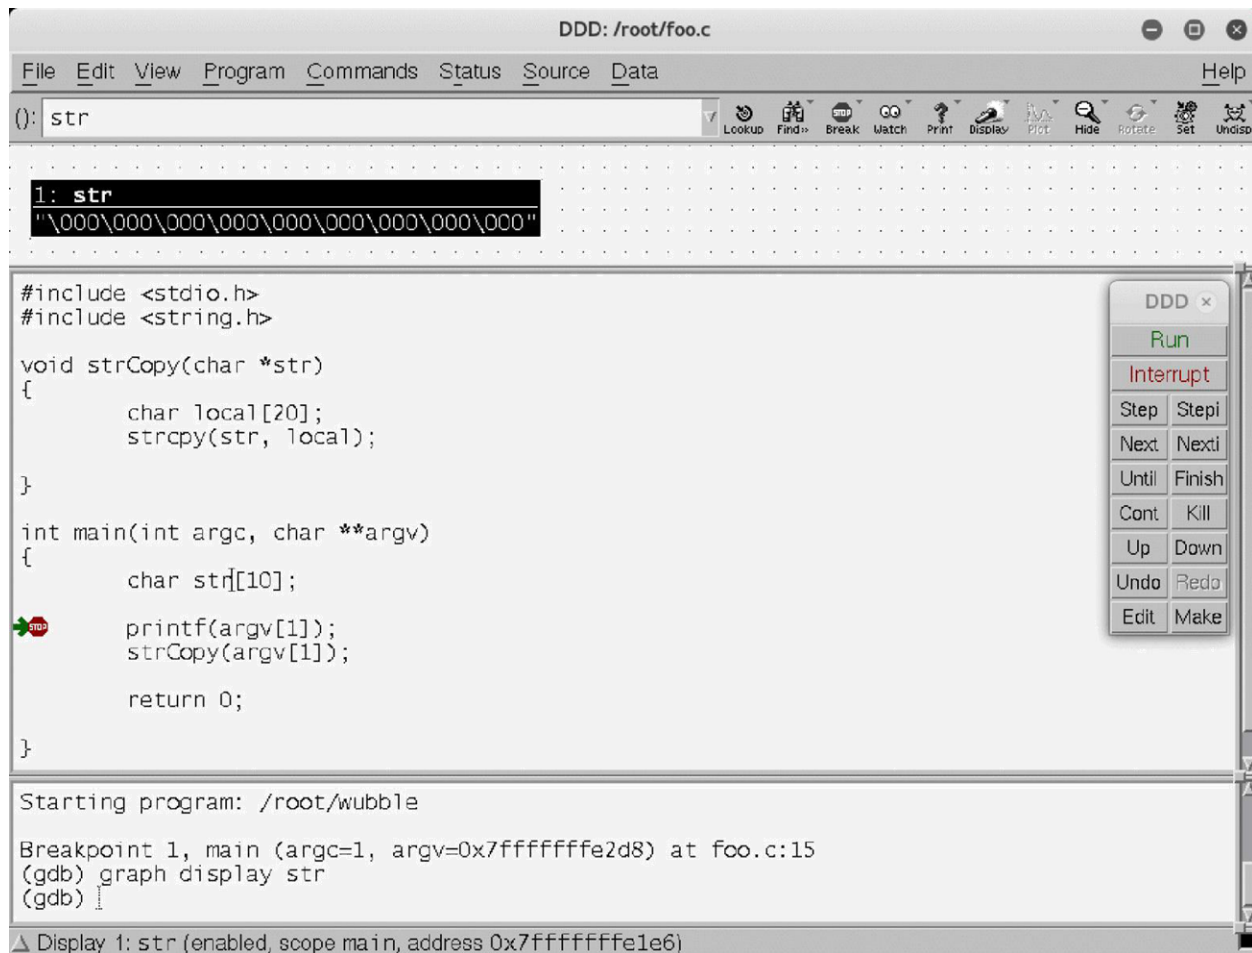 DDD: /root/foo.c
File Edit View Program Commands Status Source Data Help
(): str
Lookup Find» Break Watch Print Display Plot Hide Rotate Set Undisp
1: str
"\000\000\000\000\000\000\000\000\000"
#include <stdio.h>
#include <string.h>
void strCopy(char *str)
{
char local[20];
strcpy(str, local);
}
int main(int argc, char **argv)
{
char str[10];
STOP
printf(argv[1]);
strCopy(argv[1]);
return 0;
}
DDD
Run
Interrupt
Step Stepi
Next Nexti
Until Finish
Cont Kill
Up Down
Undo Redo
Edit Make
Starting program: /root/wubble
Breakpoint 1, main (argc=1, argv=0x7fffffffe2d8) at foo.c:15
(gdb) graph display str
(gdb)
Display 1: str (enabled, scope main, address 0x7fffffffe1e6)